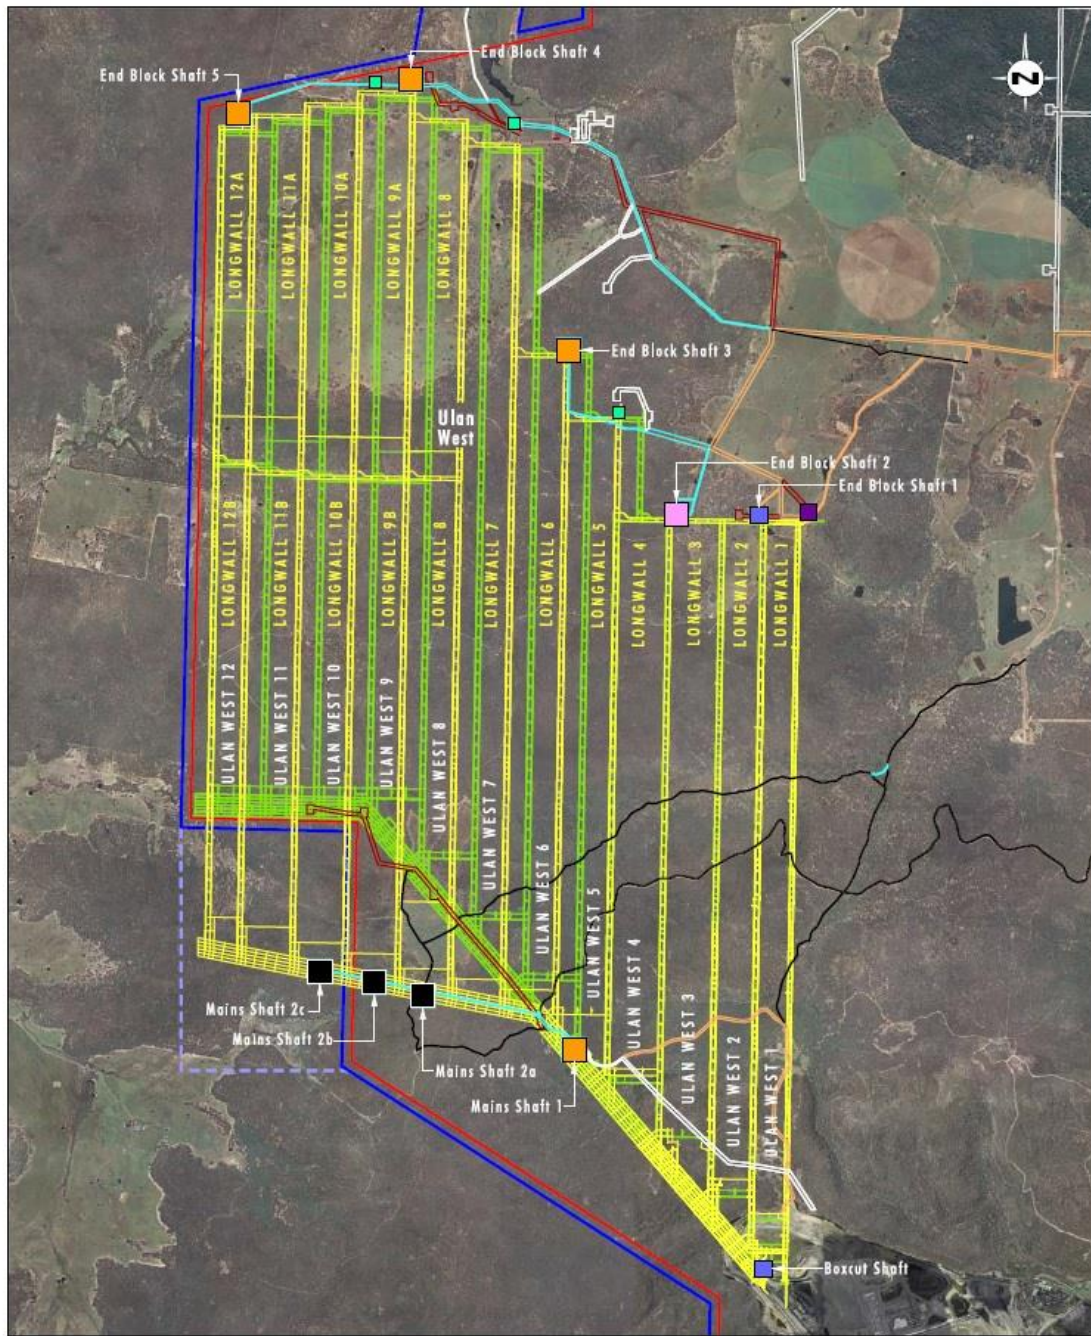 End Block Shaft 4
End Block Shaft 5
N
LONGWALL 12A
LONGWALL 11A
LONGWALL 10A
LONGWALL 9A
LONGWALL 8
End Block Shaft 3
Ulan
West
End Block Shaft 2
End Block Shaft 1
LONGWALL 12B
LONGWALL 11B
LONGWALL 10B
LONGWALL 9B
LONGWALL 8
LONGWALL 7
LONGWALL 6
LONGWALL 5
LONGWALL 4
LONGWALL 3
LONGWALL 2
LONGWALL 1
ULAN WEST 12
ULAN WEST 11
ULAN WEST 10
ULAN WEST 9
ULAN WEST 8
ULAN WEST 7
ULAN WEST 6
ULAN WEST 5
ULAN WEST 4
ULAN WEST 3
ULAN WEST 2
ULAN WEST 1
Mains Shaft 2c
Mains Shaft 2b
Mains Shaft 2a
Mains Shaft 1
Boxcut Shaft